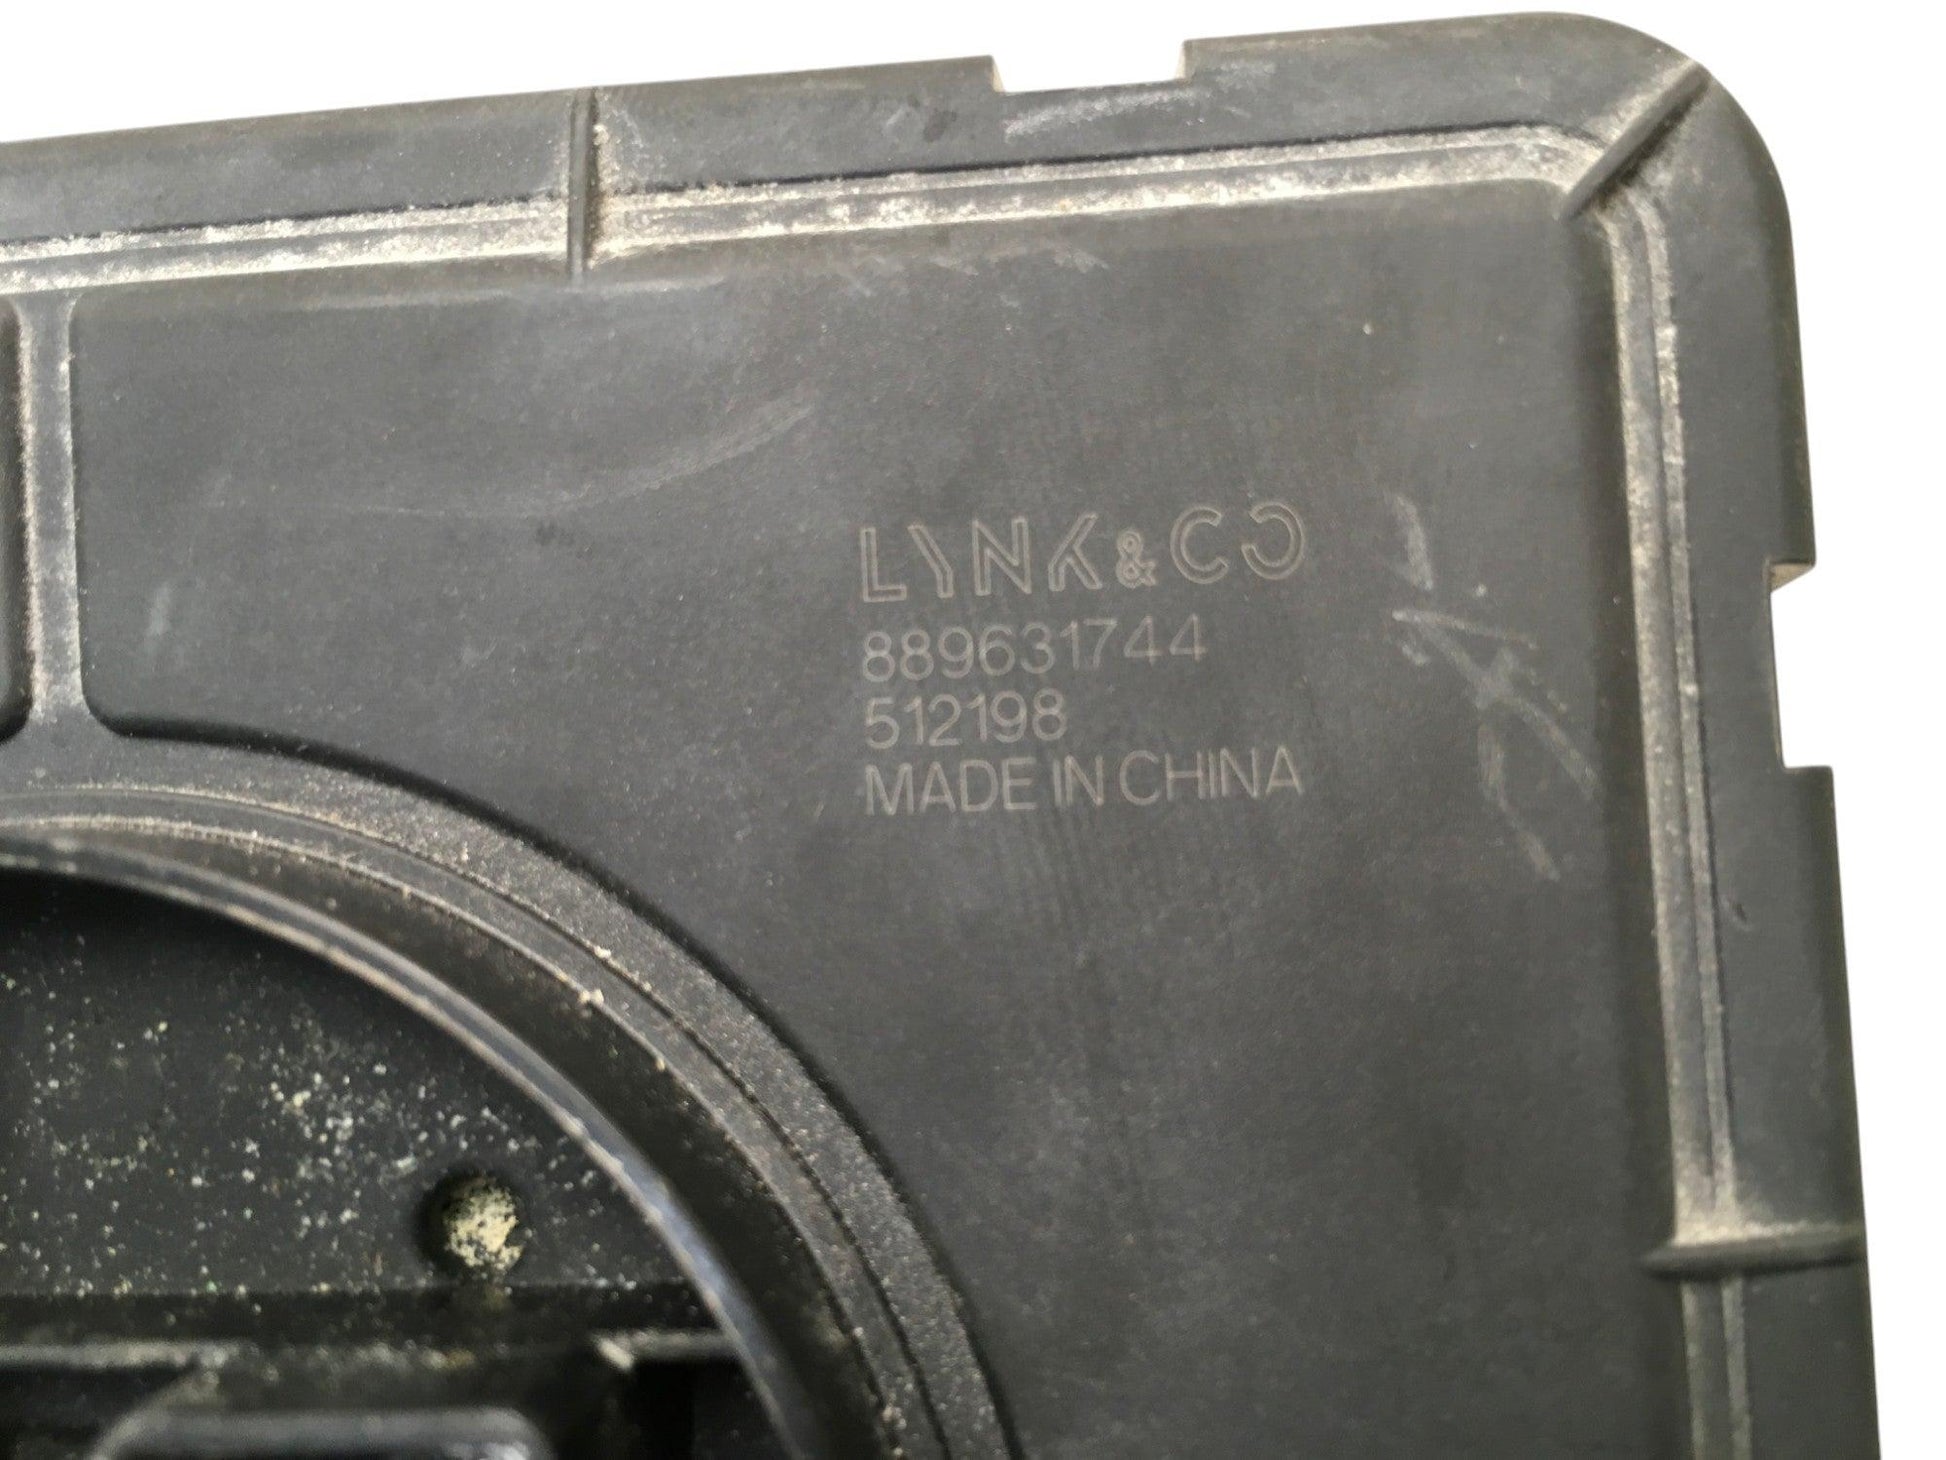 LYNK & CO
889631744
512198
MADE IN CHINA